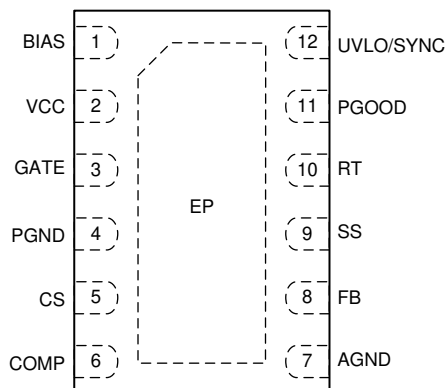 BIAS 1 12 UVLO/SYNC
VCC 2 11 PGOOD
GATE 3 10 RT
EP
PGND 4 9 SS
CS 5 8 FB
COMP 6 7 AGND